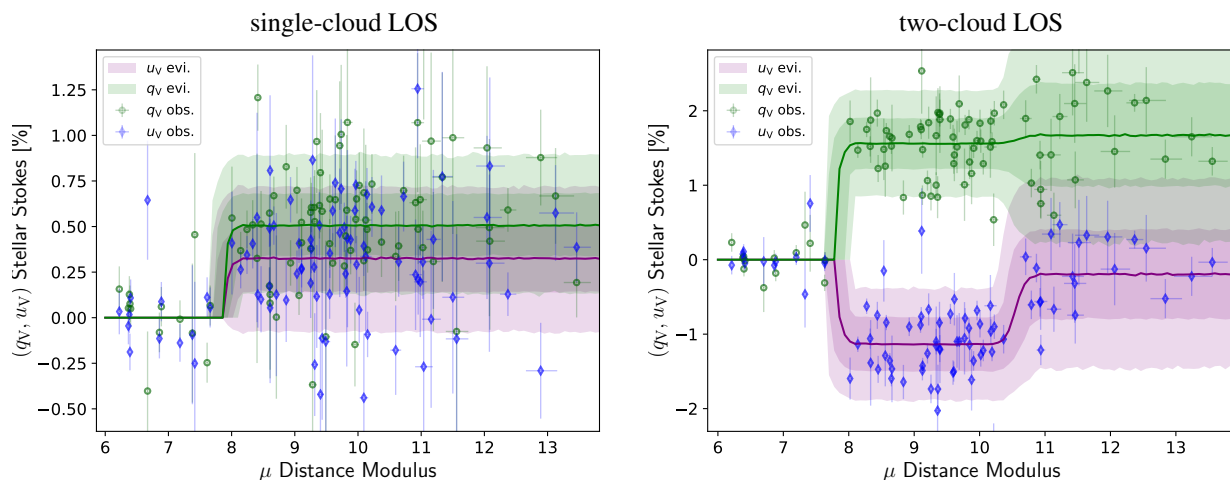 single-cloud LOS
two-cloud LOS
u_V evi.
q_V evi.
q_V obs.
u_V obs.
1.25
1.00
0.75
0.50
0.25
0.00
−0.25
−0.50
(q_V, u_V) Stellar Stokes [%]
6 7 8 9 10 11 12 13
μ Distance Modulus
u_V evi.
q_V evi.
q_V obs.
u_V obs.
2
1
0
−1
−2
(q_V, u_V) Stellar Stokes [%]
6 7 8 9 10 11 12 13
μ Distance Modulus